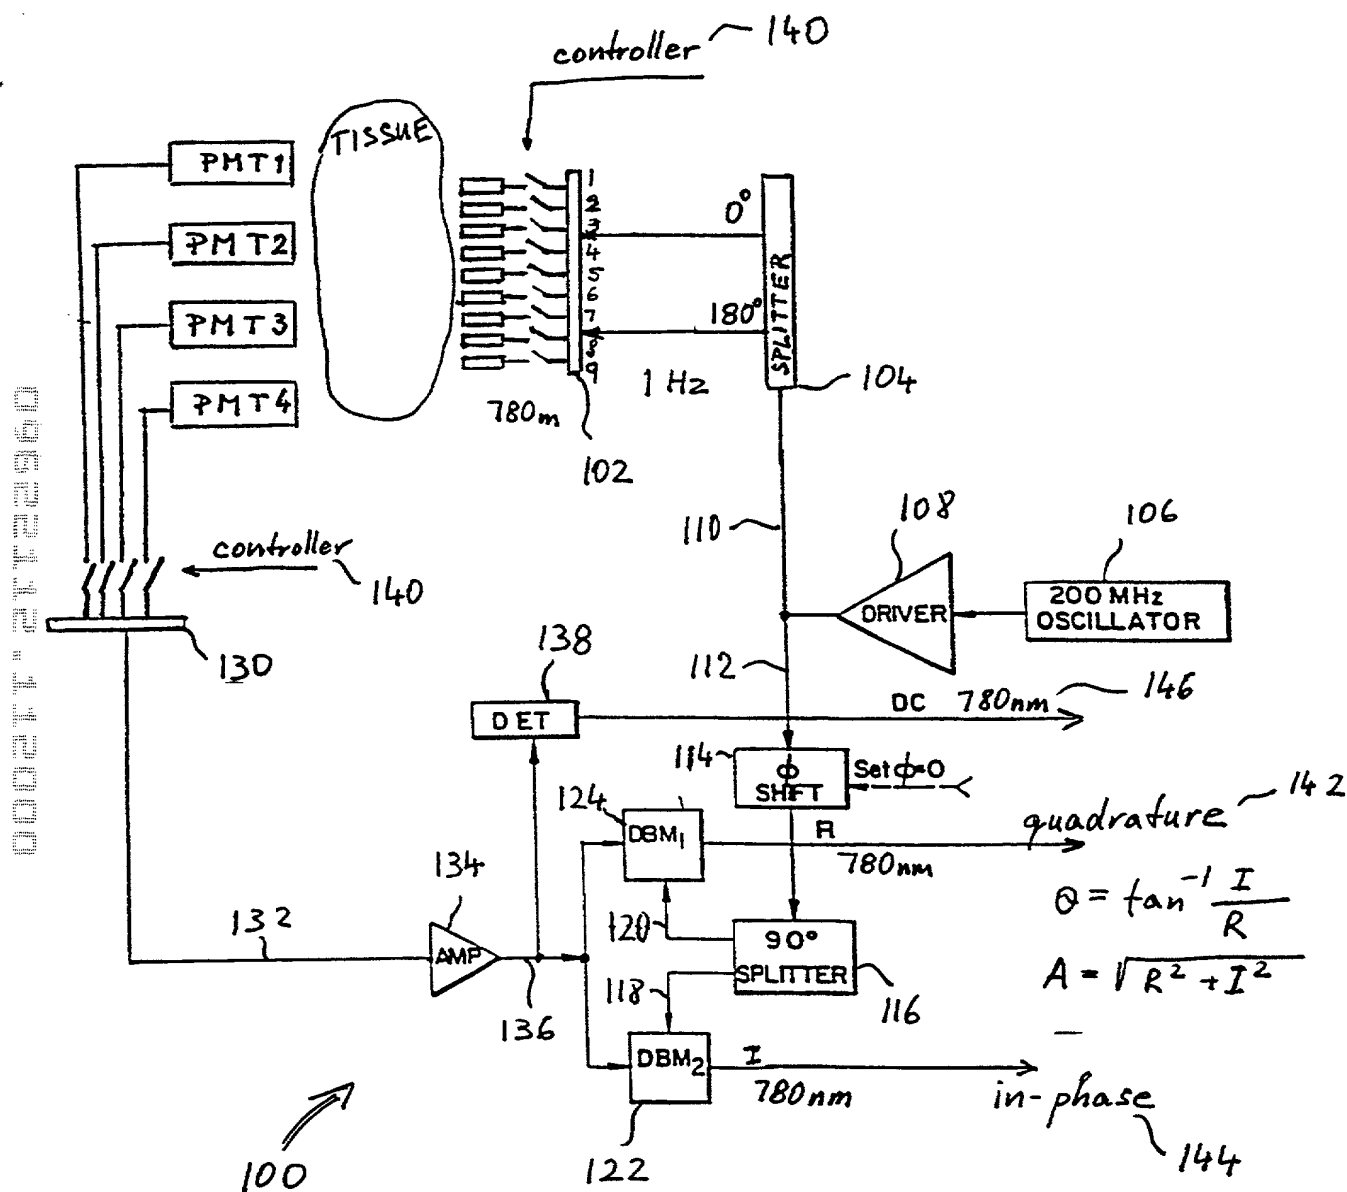 controller 140
TISSUE
PMT1
PMT2
PMT3
PMT4
1
2
3
4
5
6
7
8
9
0°
180°
SPLITTER
1 Hz
104
780m
102
110
108
106
DRIVER
200 MHz
OSCILLATOR
controller
140
130
112
138
DET
DC 780nm 146
114
Φ
SHFT
Set ϕ=0
124
DBM1
R
780nm
quadrature 142
134
132
AMP
120
90°
SPLITTER
118
116
136
Θ = tan⁻¹ I/R
A = √R² + I²
DBM2
I
780nm
in-phase
144
122
100